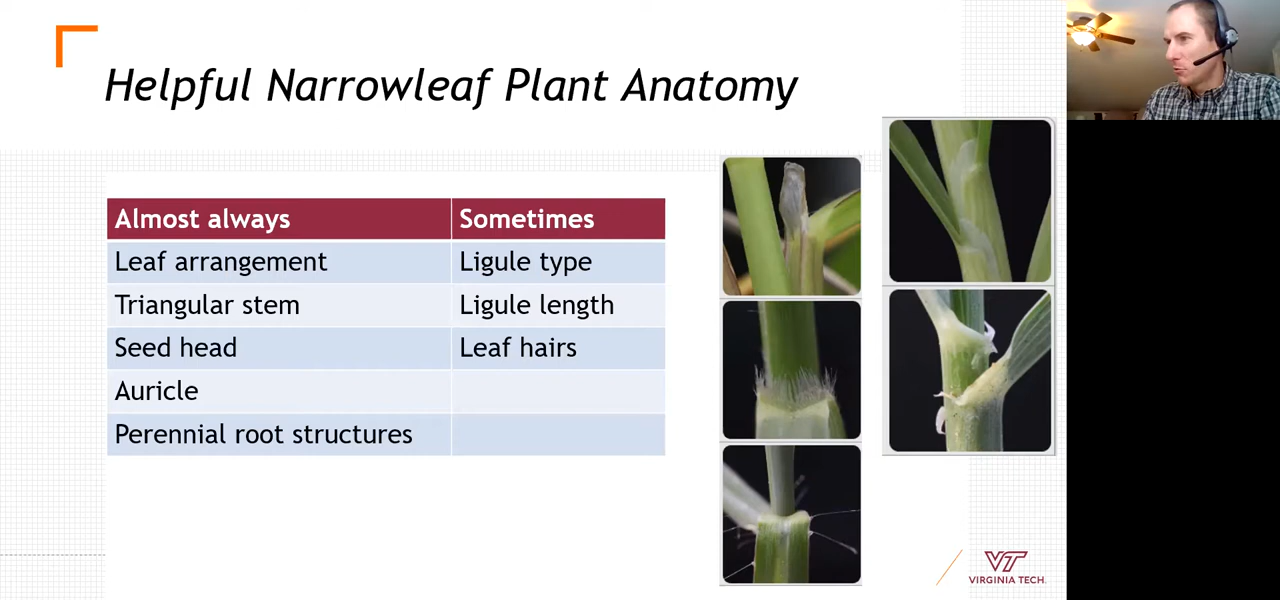 Helpful Narrowleaf Plant Anatomy
Almost always Sometimes
Leaf arrangement Ligule type
Triangular stem Ligule length
Seed head Leaf hairs
Auricle
Perennial root structures
VT
VIRGINIA TECH.